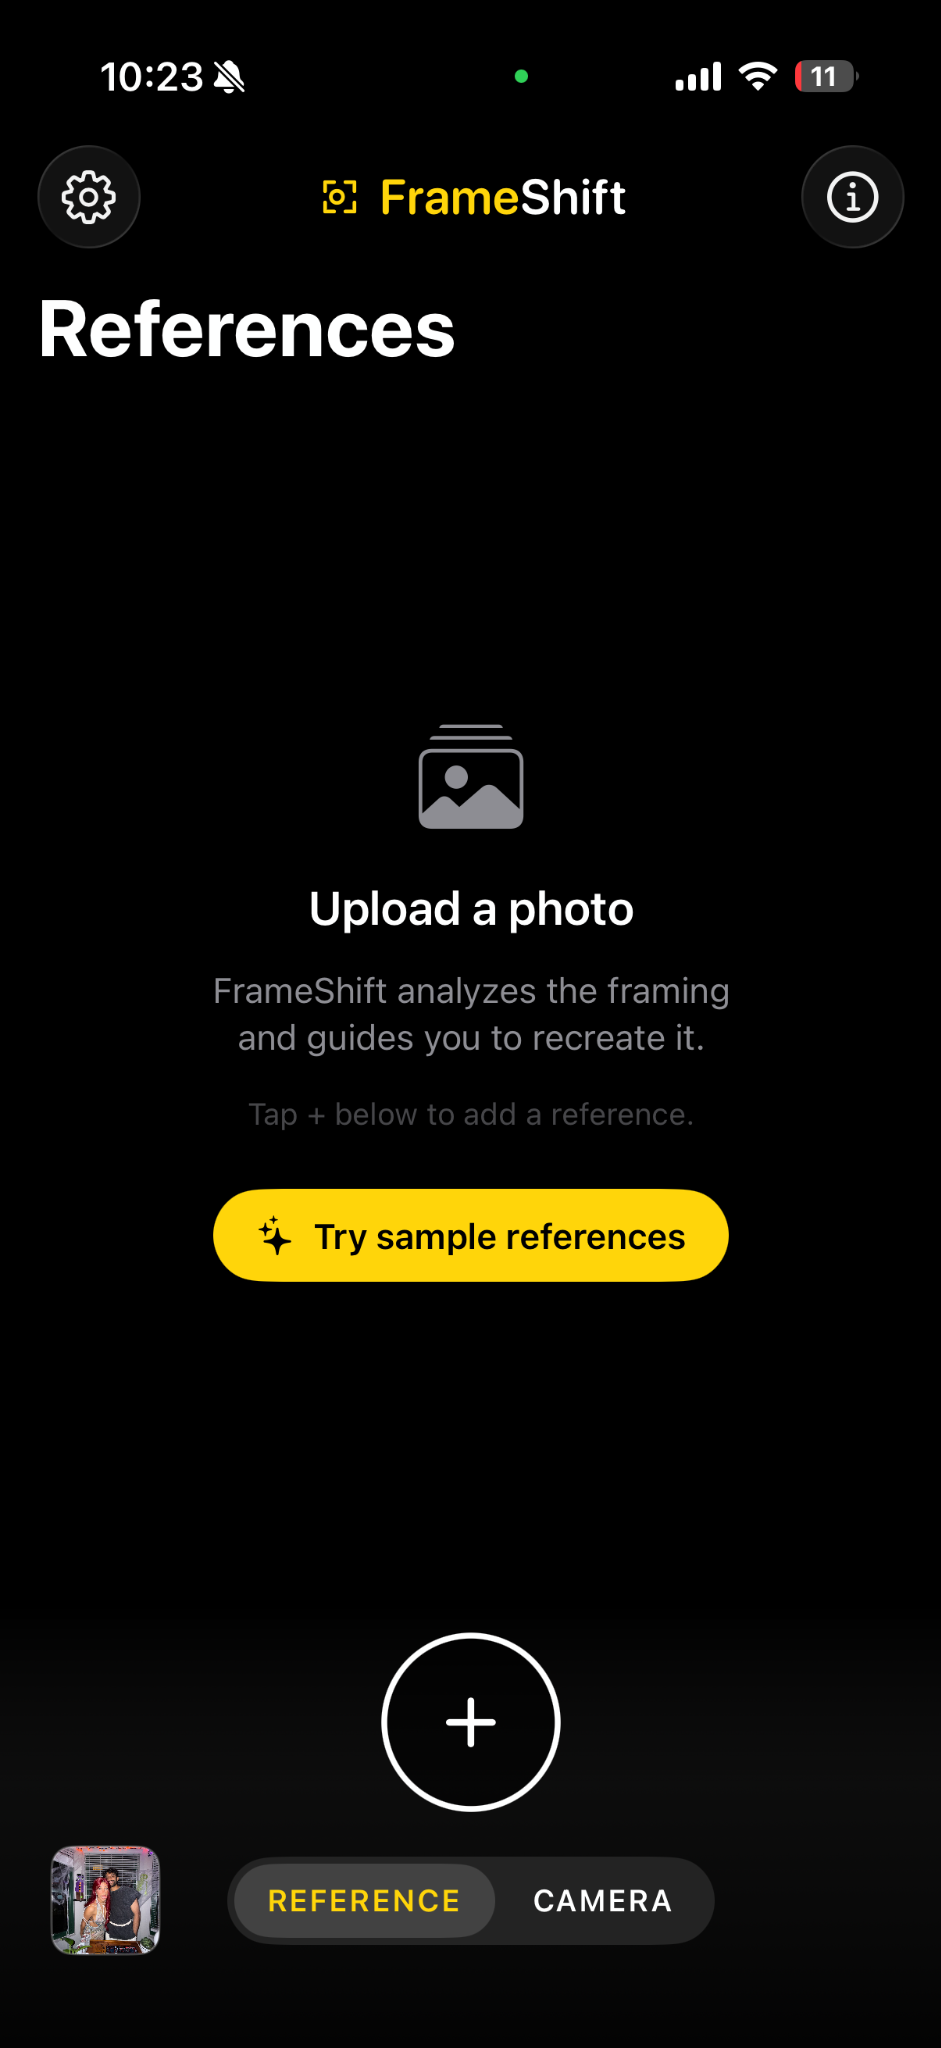 10:23
11
FrameShift
References
Upload a photo
FrameShift analyzes the framing
and guides you to recreate it.
Tap + below to add a reference.
Try sample references
REFERENCE
CAMERA